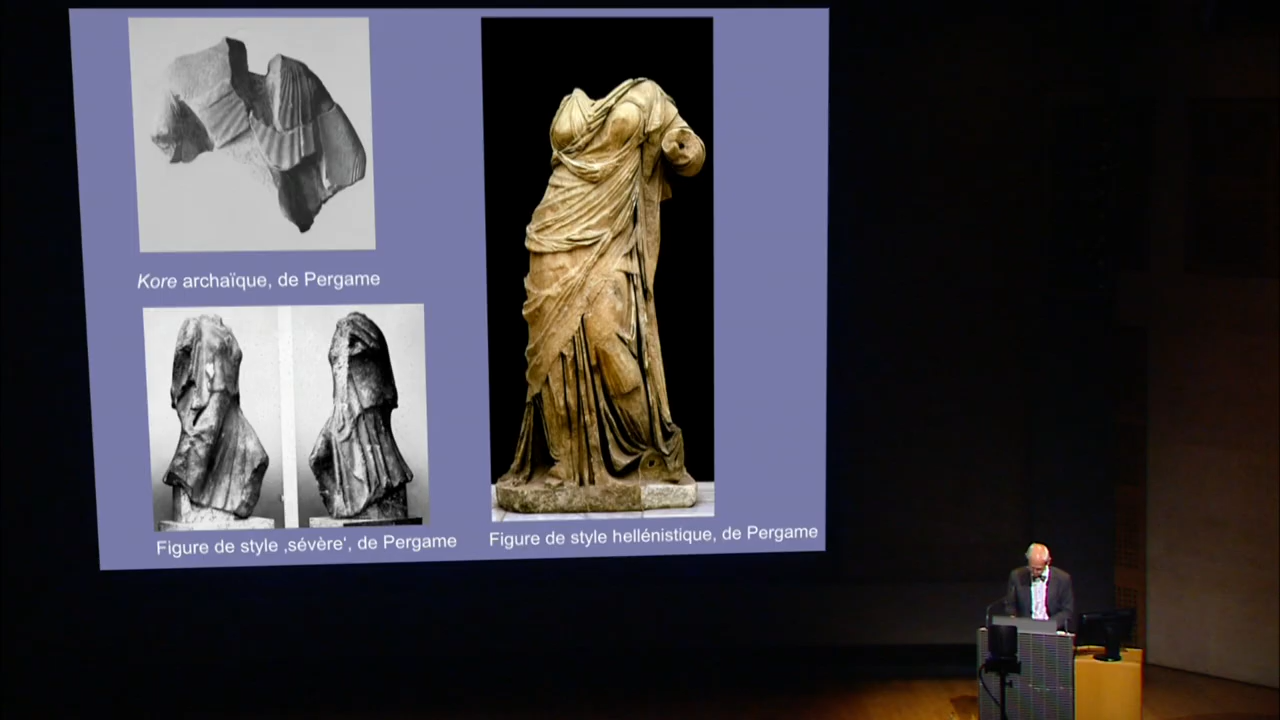 Kore archaïque, de Pergame
Figure de style ‚sévère‘, de Pergame
Figure de style hellénistique, de Pergame